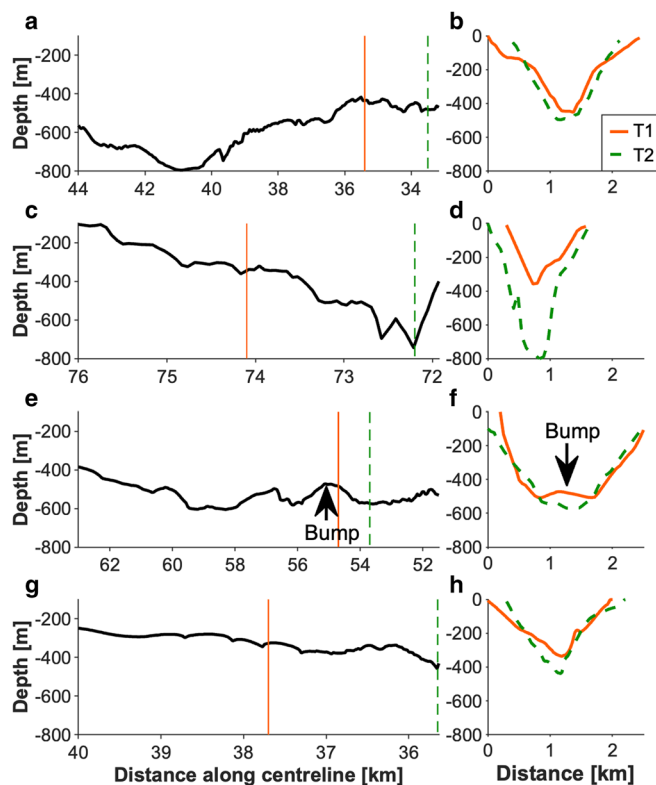 a
b
Depth [m]
-200
-400
-600
-800
44 42 40 38 36 34
0
-200
-400
-600
-800
0 1 2
T1
T2
c
d
Depth [m]
-200
-400
-600
-800
76 75 74 73 72
0
-200
-400
-600
-800
0 1 2
e
f
Depth [m]
-200
-400
-600
-800
Bump
62 60 58 56 54 52
0
-200
-400
-600
-800
Bump
0 1 2
g
h
Depth [m]
-200
-400
-600
-800
40 39 38 37 36
Distance along centreline [km]
0
-200
-400
-600
-800
0 1 2
Distance [km]